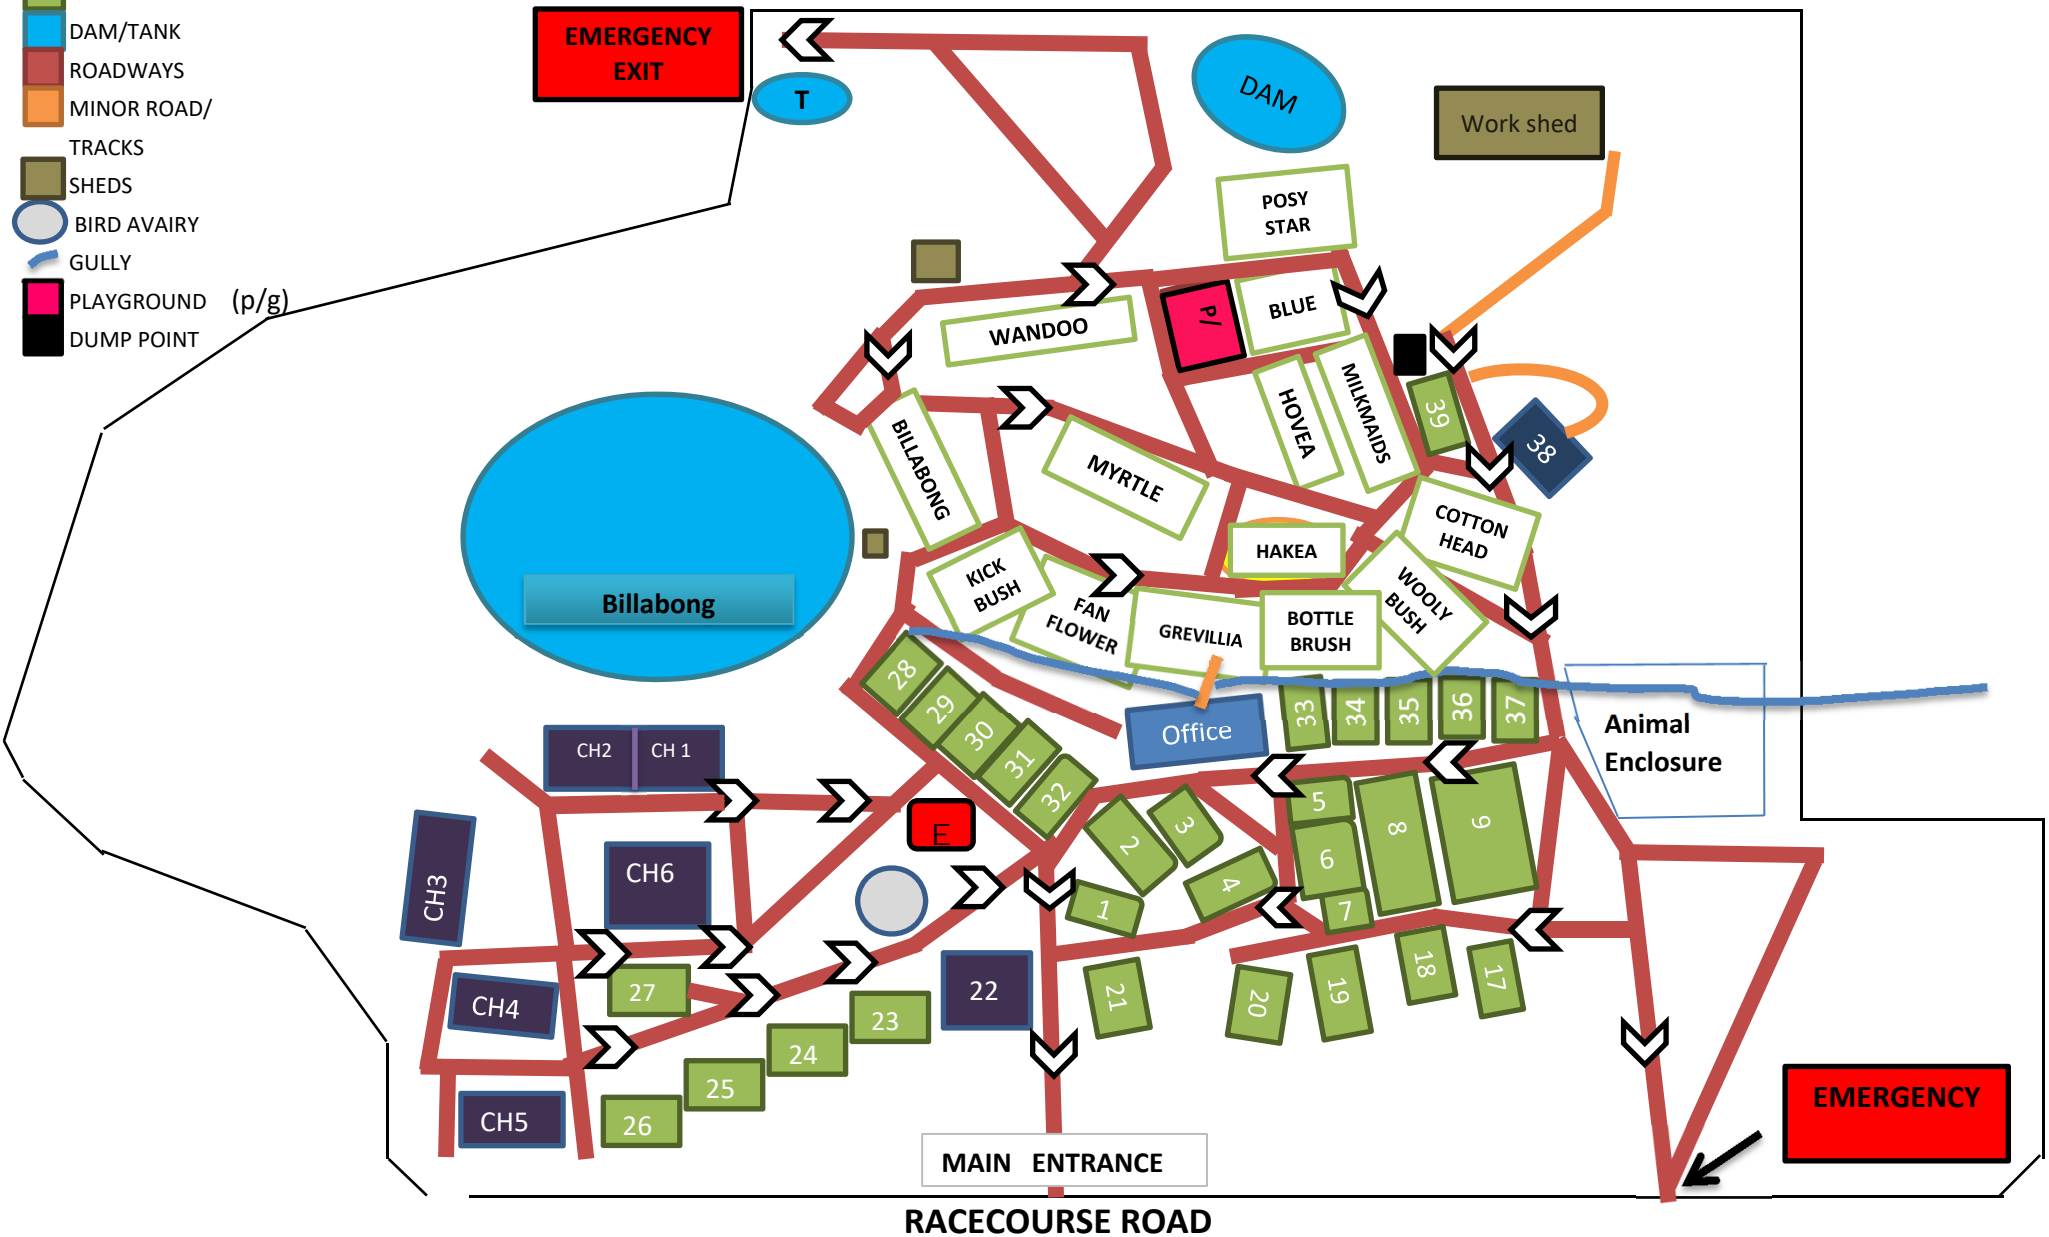 DAM/TANK
ROADWAYS
MINOR ROAD/
TRACKS
SHEDS
BIRD AVAIRY
GULLY
PLAYGROUND (p/g)
DUMP POINT
EMERGENCY
EXIT
T
DAM
Work shed
POSY
STAR
P/
BLUE
WANDOO
HOVEA
MILKMAIDS
39
38
BILLABONG
MYRTLE
COTTON
HEAD
HAKEA
KICK
BUSH
FAN
FLOWER
GREVILLIA
BOTTLE
BRUSH
WOOLY
BUSH
Billabong
28
29
30
31
32
Office
33
34
35
36
37
Animal
Enclosure
CH2
CH 1
CH3
CH6
E
CH4
CH5
1
2
3
4
5
6
7
8
9
17
18
19
20
21
22
23
24
25
26
27
EMERGENCY
MAIN ENTRANCE
RACECOURSE ROAD